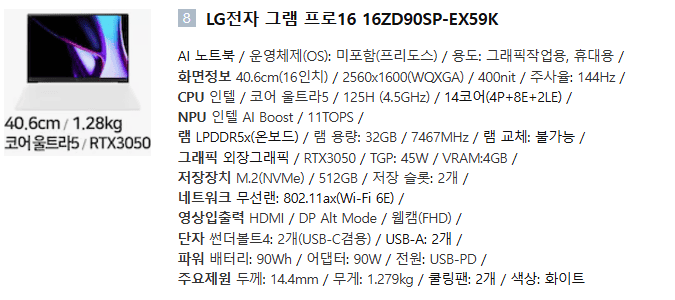 8 LG전자 그램 프로16 16ZD90SP-EX59K
AI 노트북 / 운영체제(OS): 미포함(프리도스) / 용도: 그래픽작업용, 휴대용 /
화면정보 40.6cm(16인치) / 2560x1600(WQXGA) / 400nit / 주사율: 144Hz /
CPU 인텔 / 코어 울트라5 / 125H (4.5GHz) / 14코어(4P+8E+2LE) /
NPU 인텔 AI Boost / 11TOPS /
램 LPDDR5x(온보드) / 램 용량: 32GB / 7467MHz / 램 교체: 불가능 /
그래픽 외장그래픽 / RTX3050 / TGP: 45W / VRAM:4GB /
저장장치 M.2(NVMe) / 512GB / 저장 슬롯: 2개 /
네트워크 무선랜: 802.11ax(Wi-Fi 6E) /
영상입출력 HDMI / DP Alt Mode / 웹캠(FHD) /
단자 썬더볼트4: 2개(USB-C겸용) / USB-A: 2개 /
파워 배터리: 90Wh / 어댑터: 90W / 전원: USB-PD /
주요제원 두께: 14.4mm / 무게: 1.279kg / 쿨링팬: 2개 / 색상: 화이트
40.6cm / 1.28kg
코어 울트라5 / RTX3050